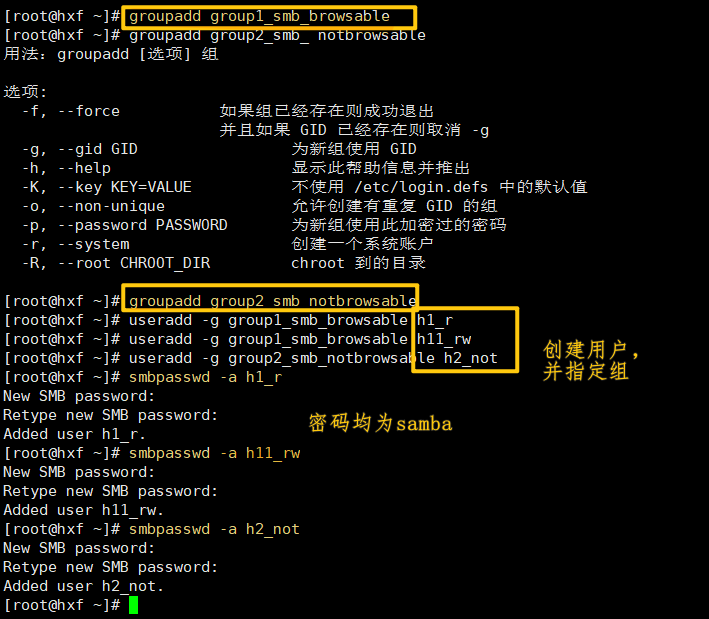 [root@hxf ~]# groupadd group1_smb_browsable
[root@hxf ~]# groupadd group2_smb_ notbrowsable
用法：groupadd [选项] 组
选项:
-f, --force 如果组已经存在则成功退出
并且如果 GID 已经存在则取消 -g
-g, --gid GID 为新组使用 GID
-h, --help 显示此帮助信息并推出
-K, --key KEY=VALUE 不使用 /etc/login.defs 中的默认值
-o, --non-unique 允许创建有重复 GID 的组
-p, --password PASSWORD 为新组使用此加密过的密码
-r, --system 创建一个系统账户
-R, --root CHROOT_DIR chroot 到的目录
[root@hxf ~]# groupadd group2_smb_notbrowsable
[root@hxf ~]# useradd -g group1_smb_browsable h1_r
[root@hxf ~]# useradd -g group1_smb_browsable h11_rw
[root@hxf ~]# useradd -g group2_smb_notbrowsable h2_not
创建用户，
并指定组
[root@hxf ~]# smbpasswd -a h1_r
New SMB password:
Retype new SMB password:
Added user h1_r.
密码均为samba
[root@hxf ~]# smbpasswd -a h11_rw
New SMB password:
Retype new SMB password:
Added user h11_rw.
[root@hxf ~]# smbpasswd -a h2_not
New SMB password:
Retype new SMB password:
Added user h2_not.
[root@hxf ~]#